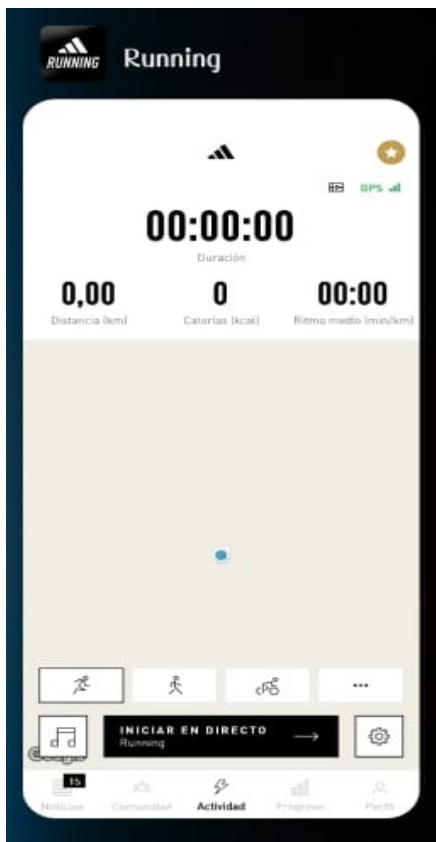 RUNNING Running
GPS
00:00:00
Duración
0,00 0 00:00
Distancia (km) Calorías (kcal) Ritmo medio (min/km)
INICIAR EN DIRECTO
Running
Google
15
Noticias Comunidad Actividad Progreso Perfil